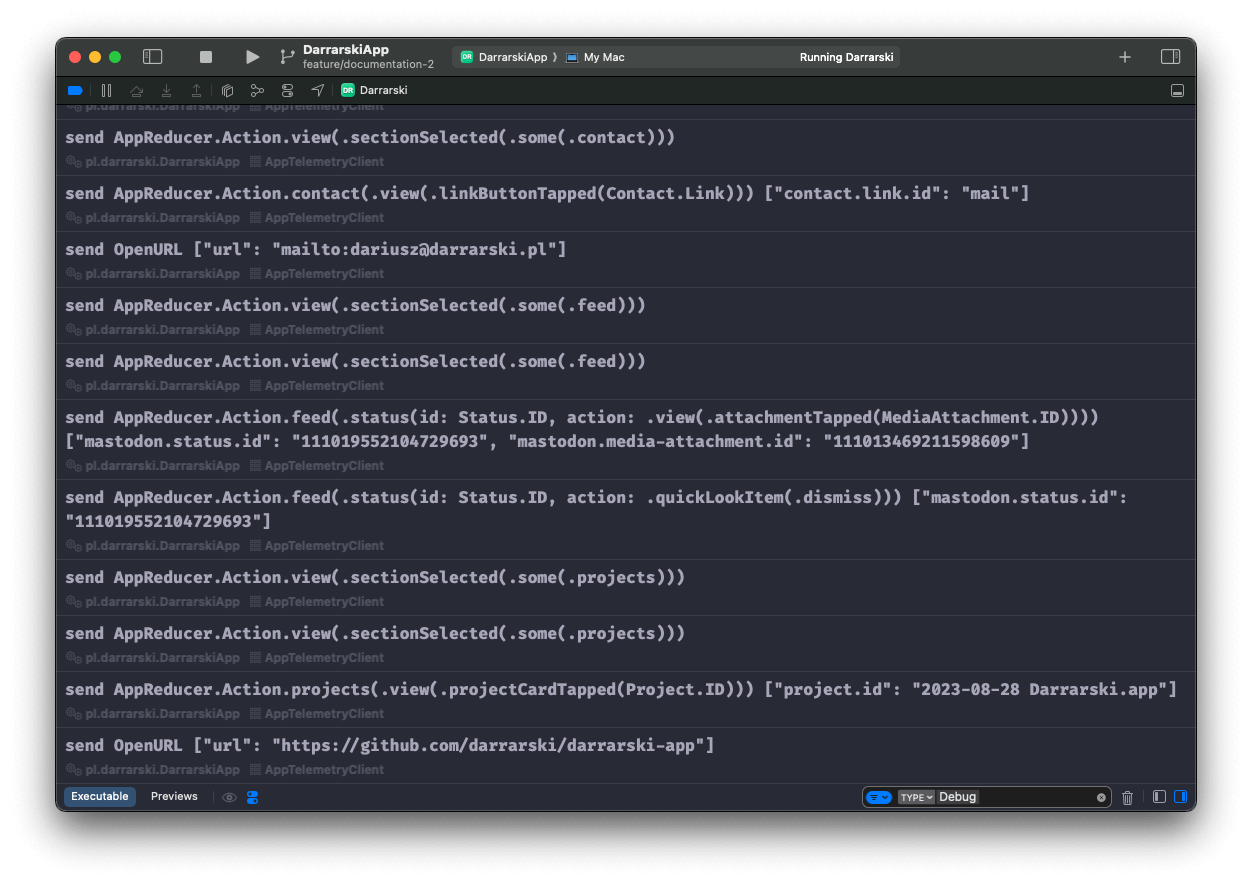 DarrarskiApp
feature/documentation-2
DR DarrarskiApp 〉 My Mac
Running Darrarski
DR Darrarski
pl.darrarski.DarrarskiApp AppTelemetryClient
send AppReducer.Action.view(.sectionSelected(.some(.contact)))
pl.darrarski.DarrarskiApp AppTelemetryClient
send AppReducer.Action.contact(.view(.linkButtonTapped(Contact.Link))) ["contact.link.id": "mail"]
pl.darrarski.DarrarskiApp AppTelemetryClient
send OpenURL ["url": "mailto:dariusz@darrarski.pl"]
pl.darrarski.DarrarskiApp AppTelemetryClient
send AppReducer.Action.view(.sectionSelected(.some(.feed)))
pl.darrarski.DarrarskiApp AppTelemetryClient
send AppReducer.Action.view(.sectionSelected(.some(.feed)))
pl.darrarski.DarrarskiApp AppTelemetryClient
send AppReducer.Action.feed(.status(id: Status.ID, action: .view(.attachmentTapped(MediaAttachment.ID))))
["mastodon.status.id": "111019552104729693", "mastodon.media-attachment.id": "111013469211598609"]
pl.darrarski.DarrarskiApp AppTelemetryClient
send AppReducer.Action.feed(.status(id: Status.ID, action: .quickLookItem(.dismiss))) ["mastodon.status.id":
"111019552104729693"]
pl.darrarski.DarrarskiApp AppTelemetryClient
send AppReducer.Action.view(.sectionSelected(.some(.projects)))
pl.darrarski.DarrarskiApp AppTelemetryClient
send AppReducer.Action.view(.sectionSelected(.some(.projects)))
pl.darrarski.DarrarskiApp AppTelemetryClient
send AppReducer.Action.projects(.view(.projectCardTapped(Project.ID))) ["project.id": "2023-08-28 Darrarski.app"]
pl.darrarski.DarrarskiApp AppTelemetryClient
send OpenURL ["url": "https://github.com/darrarski/darrarski-app"]
pl.darrarski.DarrarskiApp AppTelemetryClient
Executable Previews TYPE Debug